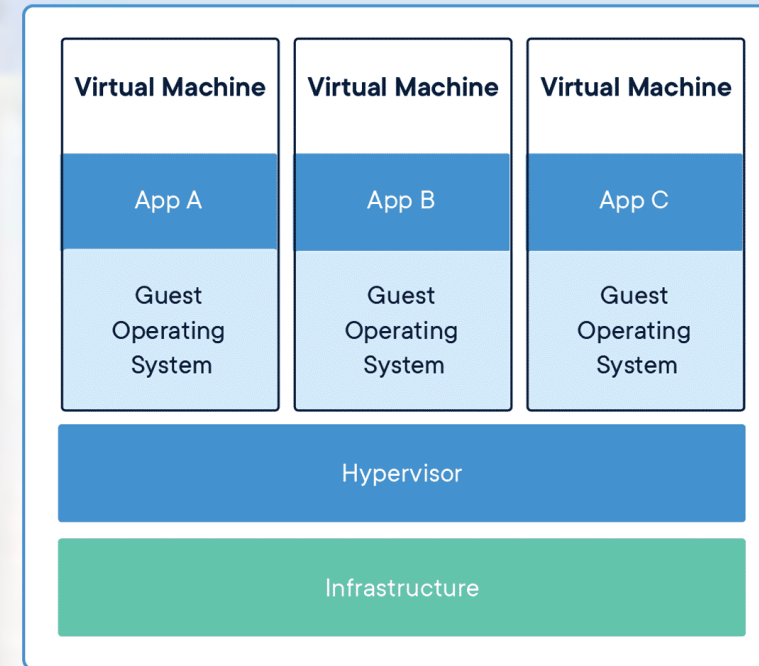 Virtual Machine
Virtual Machine
Virtual Machine
App A
App B
App C
Guest
Operating
System
Guest
Operating
System
Guest
Operating
System
Hypervisor
Infrastructure